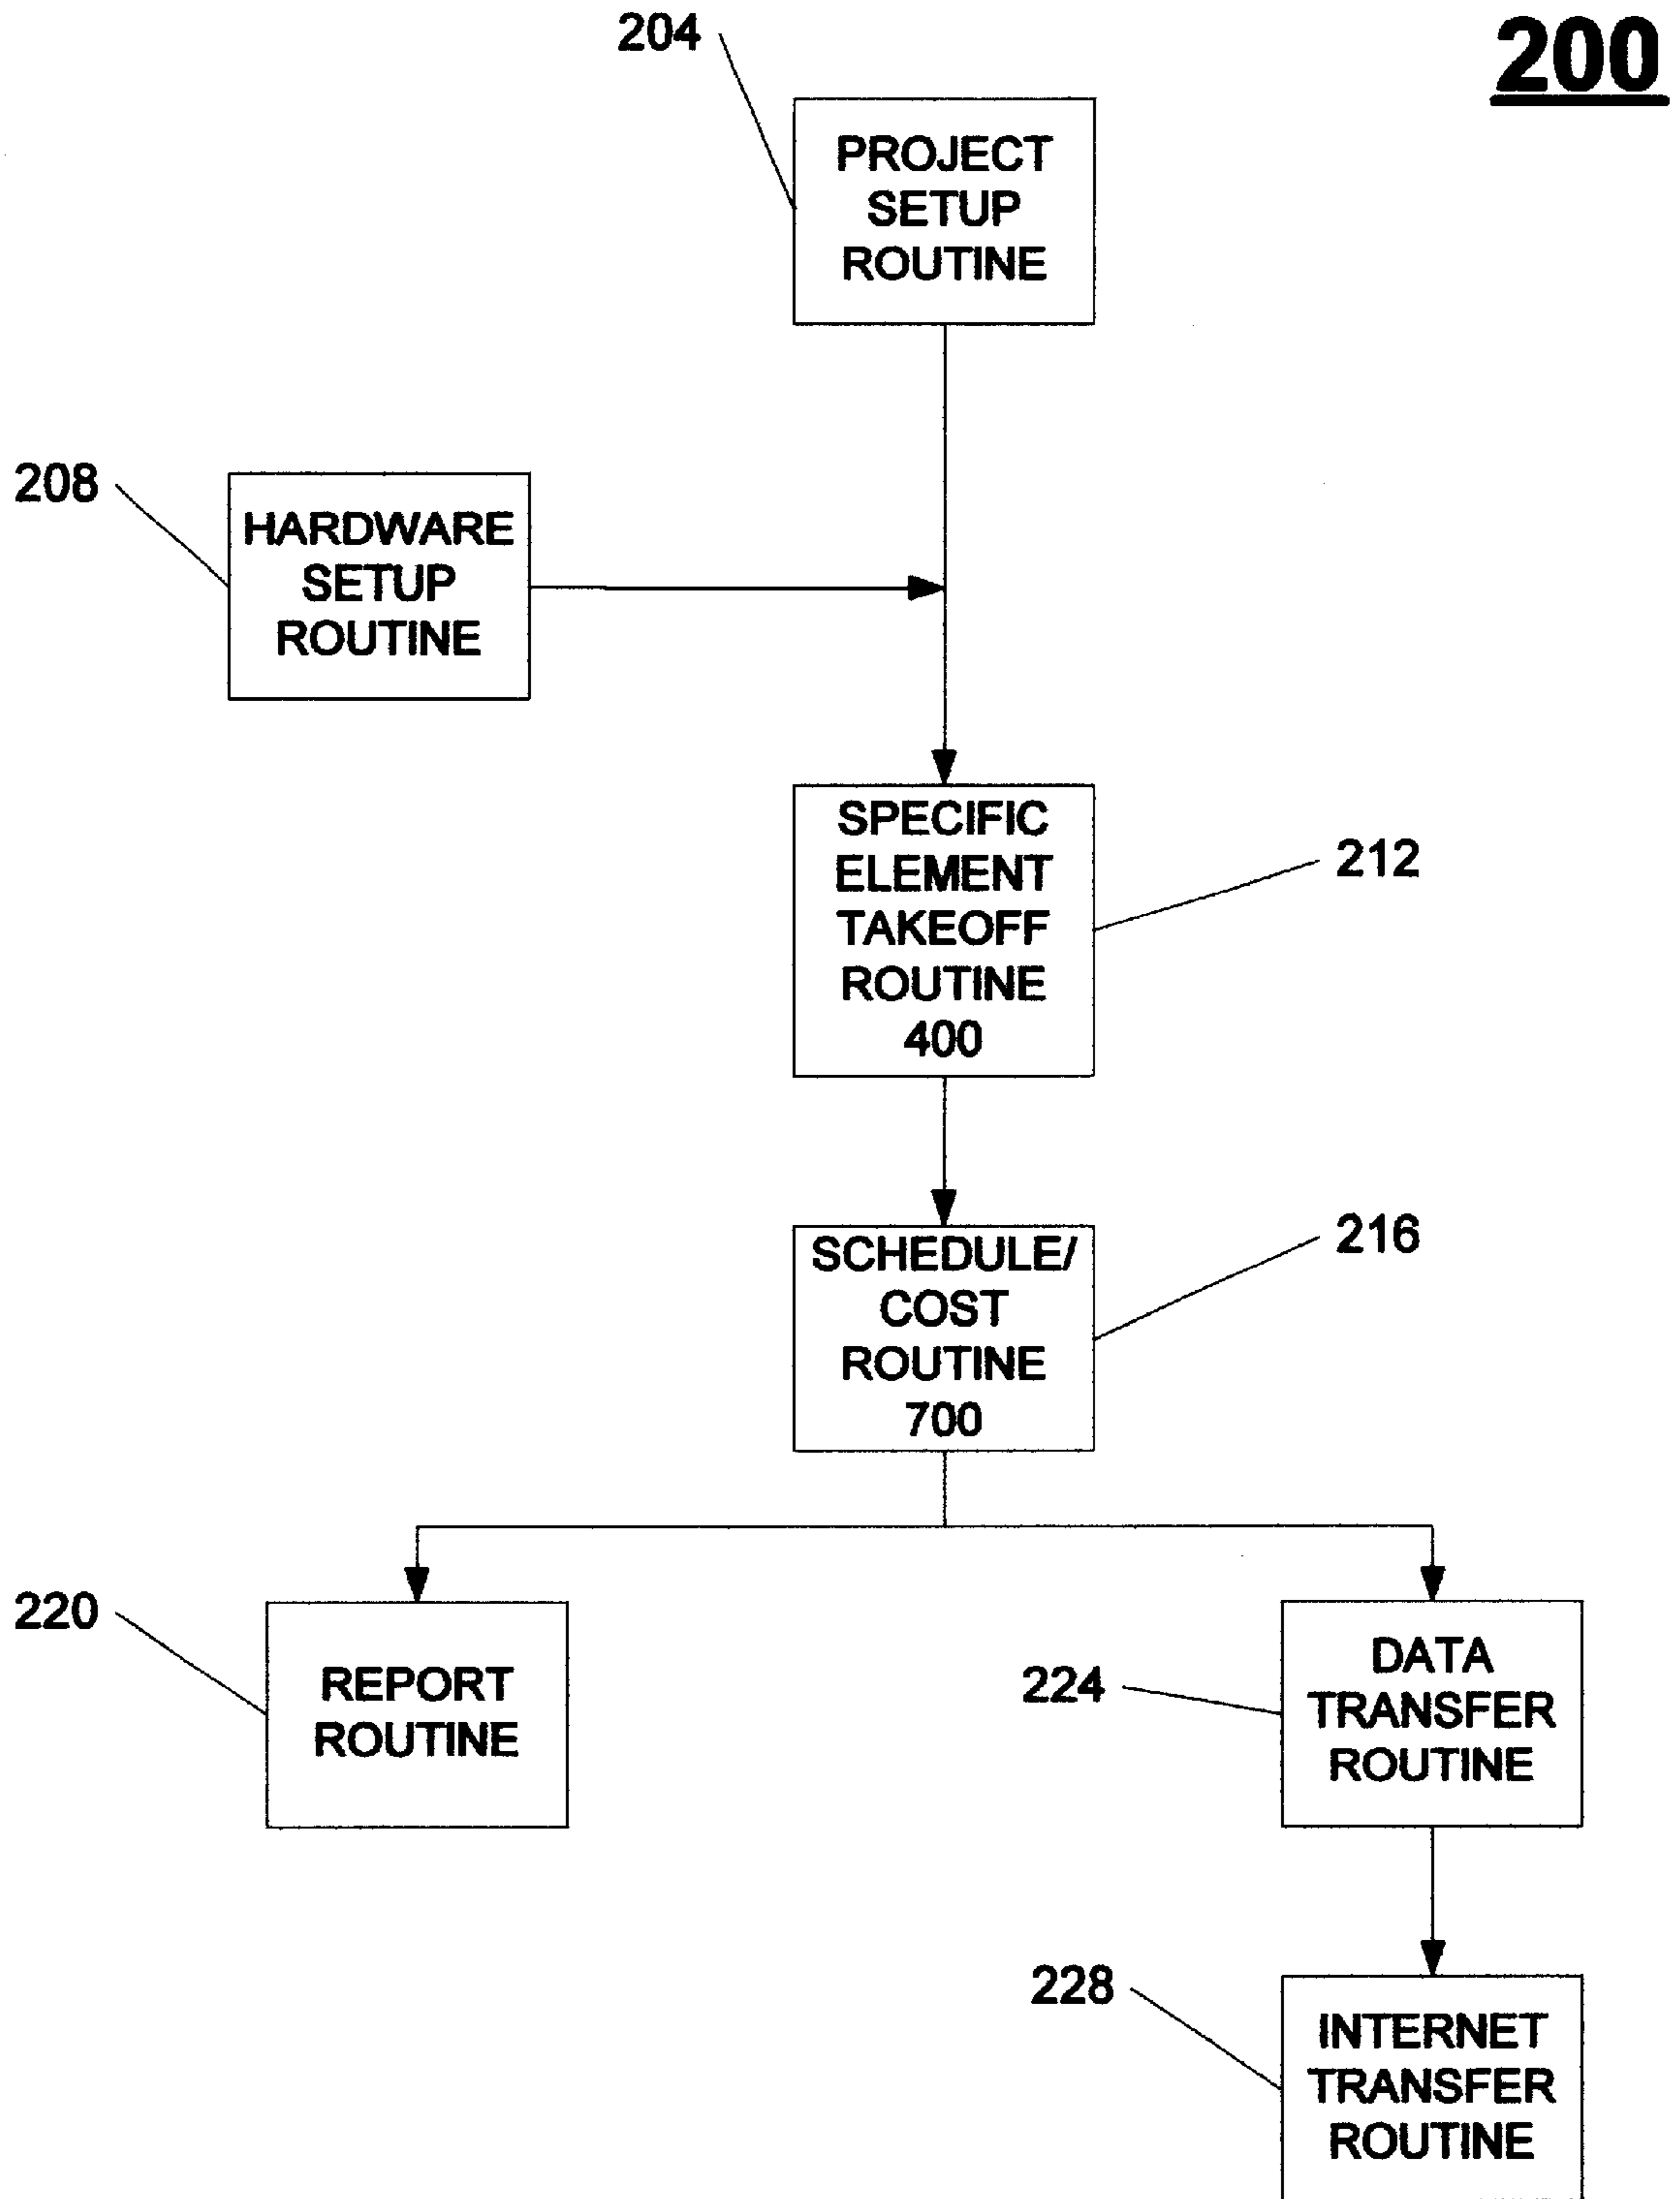 200
204
PROJECT
SETUP
ROUTINE
208
HARDWARE
SETUP
ROUTINE
SPECIFIC
ELEMENT
TAKEOFF
ROUTINE
400
212
SCHEDULE/
COST
ROUTINE
700
216
220
REPORT
ROUTINE
224
DATA
TRANSFER
ROUTINE
228
INTERNET
TRANSFER
ROUTINE